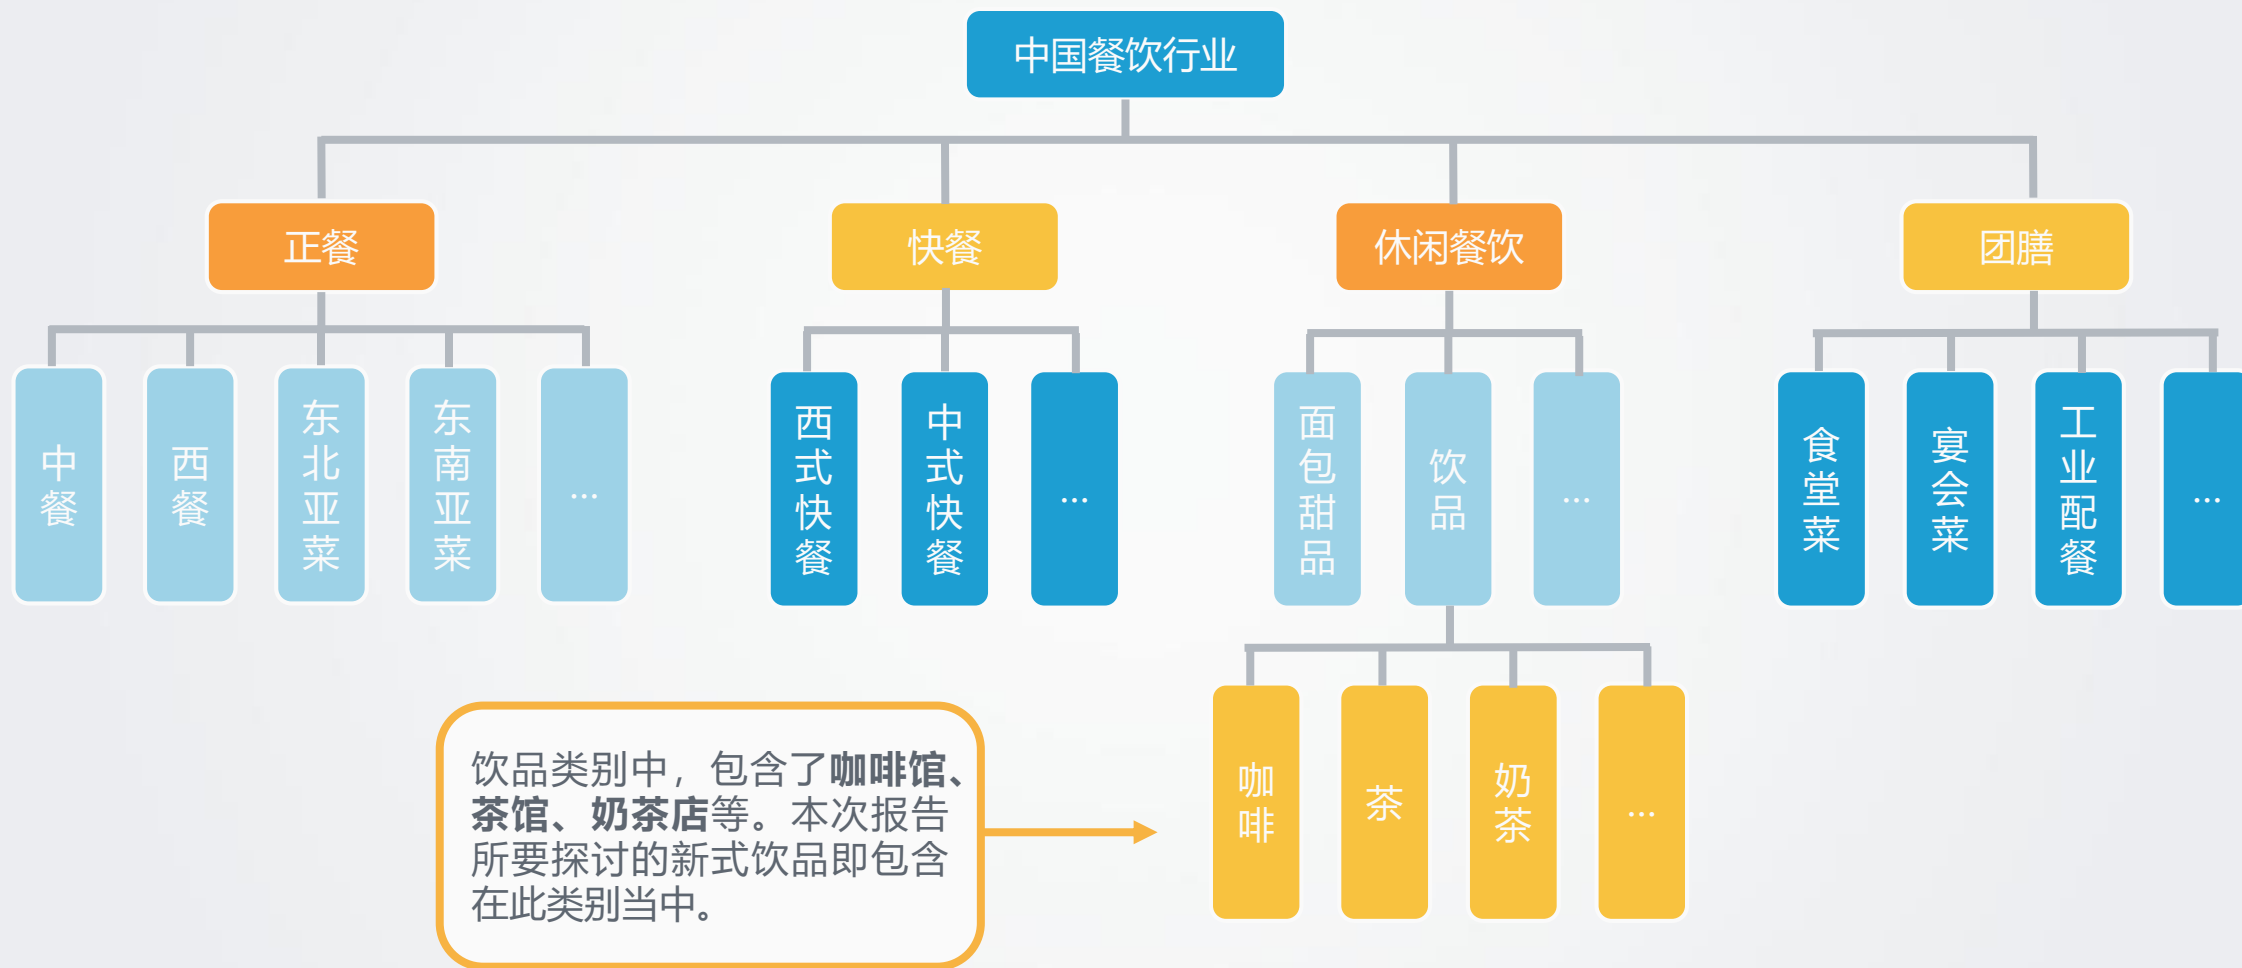 中国餐饮行业
正餐
快餐
休闲餐饮
团膳
中餐
西餐
东北亚菜
东南亚菜
...
西式快餐
中式快餐
...
面包甜品
饮品
...
食堂菜
宴会菜
工业配餐
...
咖啡
茶
奶茶
...
饮品类别中，包含了咖啡馆、
茶馆、奶茶店等。本次报告
所要探讨的新式饮品即包含
在此类别当中。